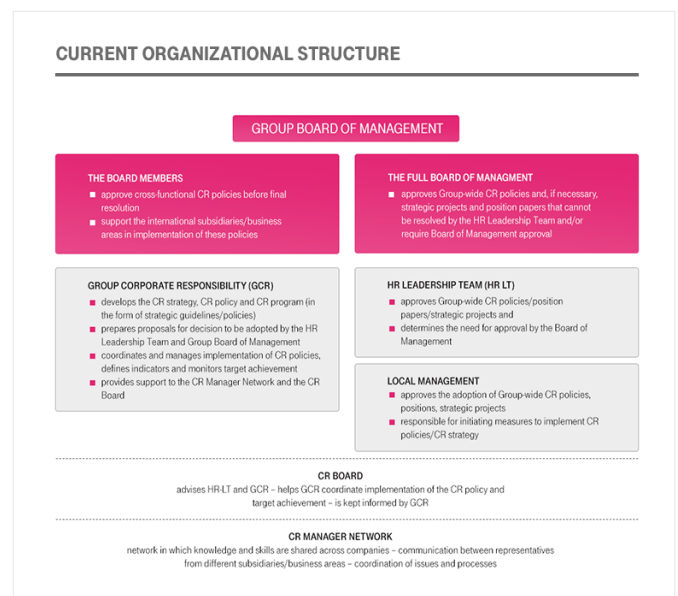 CURRENT ORGANIZATIONAL STRUCTURE
GROUP BOARD OF MANAGEMENT
THE BOARD MEMBERS
approve cross-functional CR policies before final
resolution
support the international subsidiaries/business
areas in implementation of these policies
THE FULL BOARD OF MANAGMENT
approves Group-wide CR policies and, if necessary,
strategic projects and position papers that cannot
be resolved by the HR Leadership Team and/or
require Board of Management approval
GROUP CORPORATE RESPONSIBILITY (GCR)
develops the CR strategy, CR policy and CR program (in
the form of strategic guidelines/policies)
prepares proposals for decision to be adopted by the HR
Leadership Team and Group Board of Management
coordinates and manages implementation of CR policies,
defines indicators and monitors target achievement
provides support to the CR Manager Network and the CR
Board
HR LEADERSHIP TEAM (HR LT)
approves Group-wide CR policies/position
papers/strategic projects and
determines the need for approval by the Board of
Management
LOCAL MANAGEMENT
approves the adoption of Group-wide CR policies,
positions, strategic projects
responsible for initiating measures to implement CR
policies/CR strategy
CR BOARD
advises HR-LT and GCR – helps GCR coordinate implementation of the CR policy and
target achievement – is kept informed by GCR
CR MANAGER NETWORK
network in which knowledge and skills are shared across companies – communication between representatives
from different subsidiaries/business areas – coordination of issues and processes